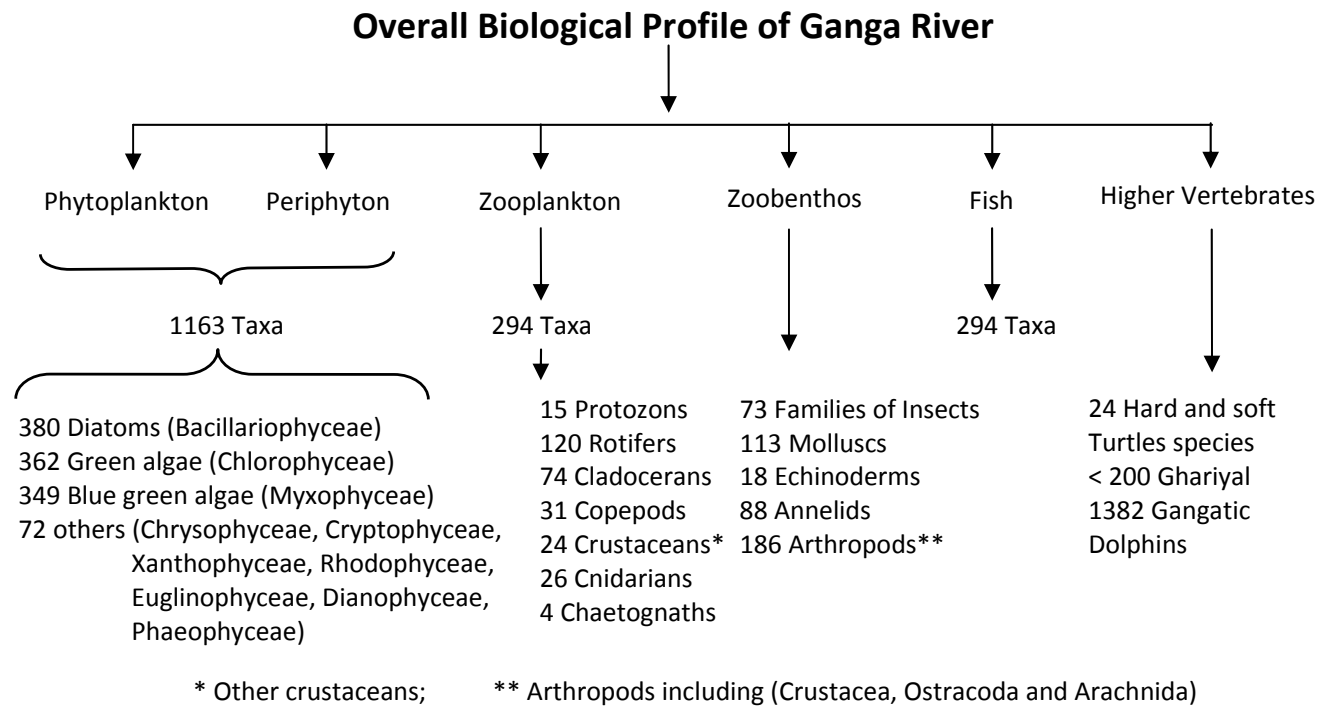 Overall Biological Profile of Ganga River
Phytoplankton
Periphyton
Zooplankton
Zoobenthos
Fish
Higher Vertebrates
1163 Taxa
294 Taxa
294 Taxa
380 Diatoms (Bacillariophyceae)
362 Green algae (Chlorophyceae)
349 Blue green algae (Myxophyceae)
72 others (Chrysophyceae, Cryptophyceae,
Xanthophyceae, Rhodophyceae,
Euglinophyceae, Dianophyceae,
Phaeophyceae)
15 Protozons
120 Rotifers
74 Cladocerans
31 Copepods
24 Crustaceans*
26 Cnidarians
4 Chaetognaths
73 Families of Insects
113 Molluscs
18 Echinoderms
88 Annelids
186 Arthropods**
24 Hard and soft
Turtles species
< 200 Ghariyal
1382 Gangatic
Dolphins
* Other crustaceans;
** Arthropods including (Crustacea, Ostracoda and Arachnida)